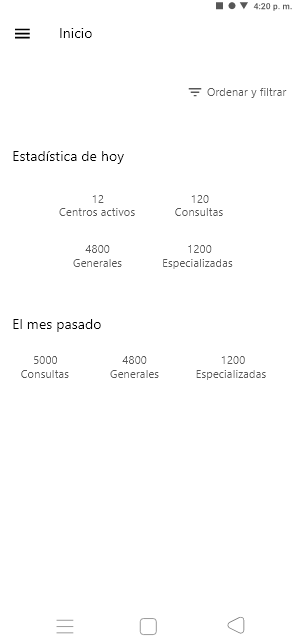 4:20 p. m.
Inicio
Ordenar y filtrar
Estadística de hoy
12 120
Centros activos Consultas
4800 1200
Generales Especializadas
El mes pasado
5000 4800 1200
Consultas Generales Especializadas